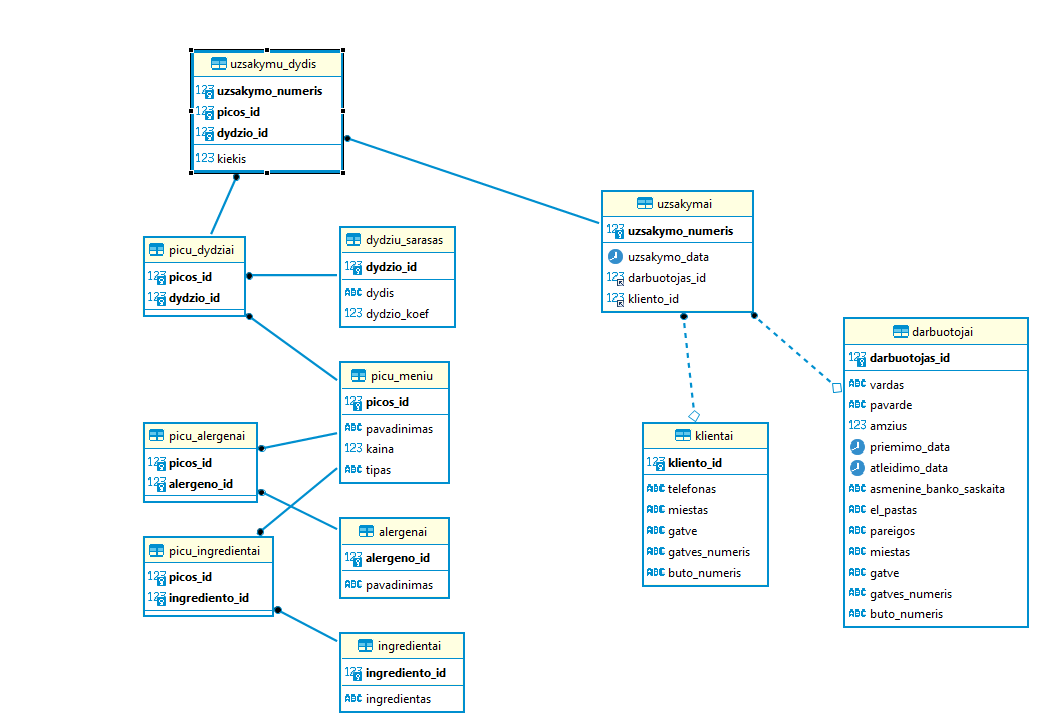 uzsakymu_dydis
123 uzsakymo_numeris
123 picos_id
123 dydzio_id
123 kiekis
picu_dydziai
123 picos_id
123 dydzio_id
dydziu_sarasas
123 dydzio_id
ABC dydis
123 dydzio_koef
uzsakymai
123 uzsakymo_numeris
uzsakymo_data
123 darbuotojas_id
123 kliento_id
picu_meniu
123 picos_id
ABC pavadinimas
123 kaina
ABC tipas
picu_alergenai
123 picos_id
123 alergeno_id
alergenai
123 alergeno_id
ABC pavadinimas
picu_ingredientai
123 picos_id
123 ingrediento_id
ingredientai
123 ingrediento_id
ABC ingredientas
klientai
123 kliento_id
ABC telefonas
ABC miestas
ABC gatve
ABC gatves_numeris
ABC buto_numeris
darbuotojai
123 darbuotojas_id
ABC vardas
ABC pavarde
123 amzius
priemimo_data
atleidimo_data
ABC asmenine_banko_saskaita
ABC el_pastas
ABC pareigos
ABC miestas
ABC gatve
ABC gatves_numeris
ABC buto_numeris